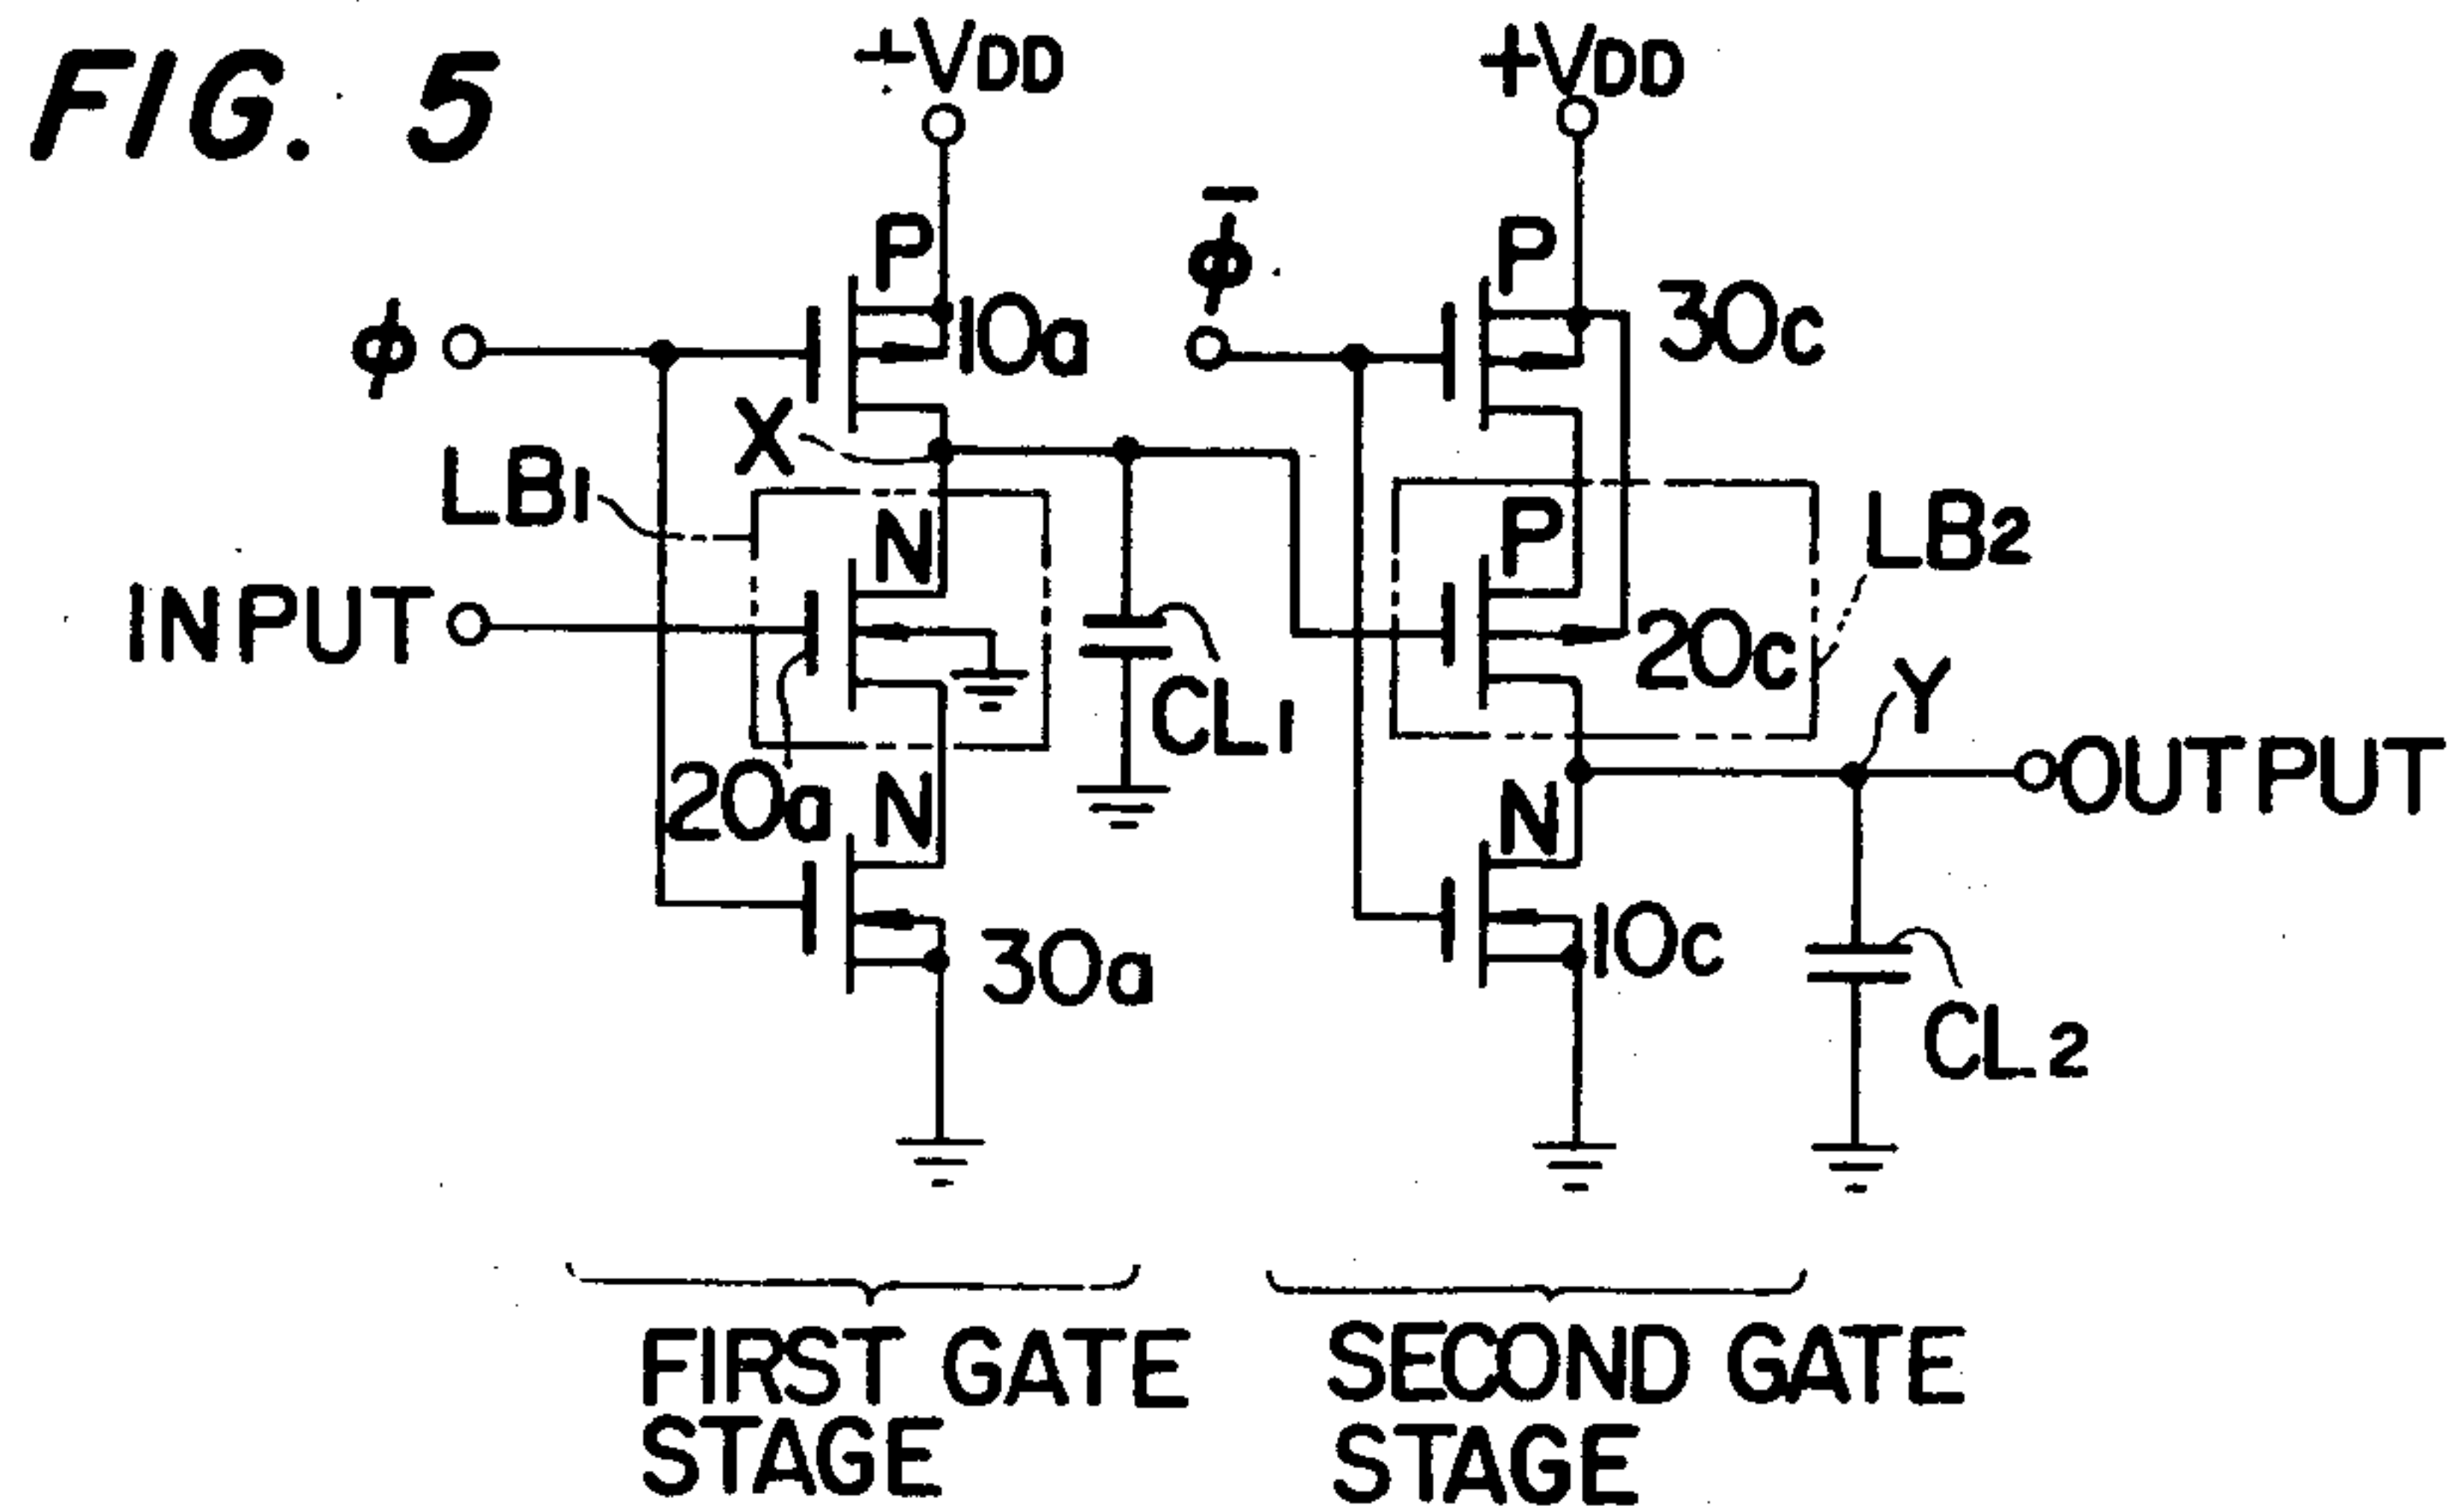 FIG. 5
+VDD
+VDD
P
ϕ̄
P
10a
30c
ϕ
X
LB1
N
P
LB2
INPUT
20c
CL1
Y
20a
N
N
OUTPUT
30a
10c
CL2
FIRST GATE
STAGE
SECOND GATE
STAGE